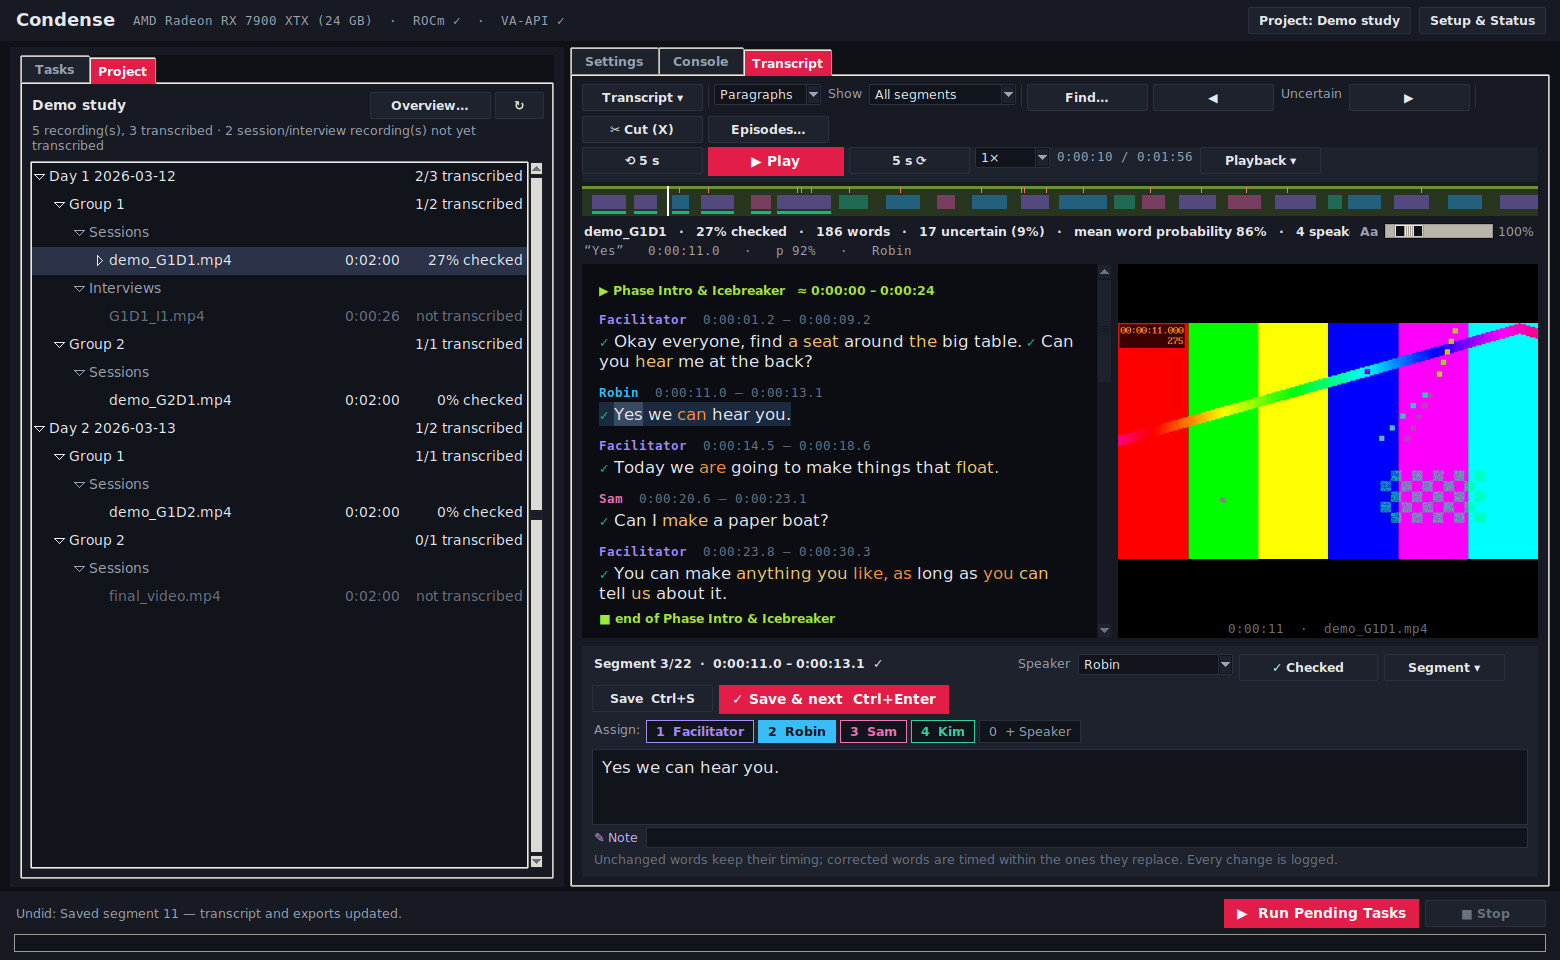 Condense AMD Radeon RX 7900 XTX (24 GB) · ROCm ✓ · VA-API ✓ Project: Demo study Setup & Status
Tasks Project
Demo study Overview… ↻
5 recording(s), 3 transcribed · 2 session/interview recording(s) not yet
transcribed
Day 1 2026-03-12 2/3 transcribed
Group 1 1/2 transcribed
Sessions
demo_G1D1.mp4 0:02:00 27% checked
Interviews
G1D1_I1.mp4 0:00:26 not transcribed
Group 2 1/1 transcribed
Sessions
demo_G2D1.mp4 0:02:00 0% checked
Day 2 2026-03-13 1/2 transcribed
Group 1 1/1 transcribed
Sessions
demo_G1D2.mp4 0:02:00 0% checked
Group 2 0/1 transcribed
Sessions
final_video.mp4 0:02:00 not transcribed
Settings Console Transcript
Transcript ▾ Paragraphs Show All segments Find… ◀ Uncertain ▶
✂ Cut (X) Episodes…
⟲ 5 s ▶ Play 5 s ⟳ 1× 0:00:10 / 0:01:56 Playback ▾
demo_G1D1 · 27% checked · 186 words · 17 uncertain (9%) · mean word probability 86% · 4 speak Aa 100%
“Yes” 0:00:11.0 · p 92% · Robin
▶ Phase Intro & Icebreaker ≈ 0:00:00 – 0:00:24
Facilitator 0:00:01.2 – 0:00:09.2
✓ Okay everyone, find a seat around the big table. ✓ Can
you hear me at the back?
Robin 0:00:11.0 – 0:00:13.1
✓ Yes we can hear you.
Facilitator 0:00:14.5 – 0:00:18.6
✓ Today we are going to make things that float.
Sam 0:00:20.6 – 0:00:23.1
✓ Can I make a paper boat?
Facilitator 0:00:23.8 – 0:00:30.3
✓ You can make anything you like, as long as you can
tell us about it.
■ end of Phase Intro & Icebreaker
00:00:11.000
275
0:00:11 · demo_G1D1.mp4
Segment 3/22 · 0:00:11.0 – 0:00:13.1 ✓ Speaker Robin ✓ Checked Segment ▾
Save Ctrl+S ✓ Save & next Ctrl+Enter
Assign: 1 Facilitator 2 Robin 3 Sam 4 Kim 0 + Speaker
Yes we can hear you.
✎ Note
Unchanged words keep their timing; corrected words are timed within the ones they replace. Every change is logged.
Undid: Saved segment 11 — transcript and exports updated. ▶ Run Pending Tasks ■ Stop